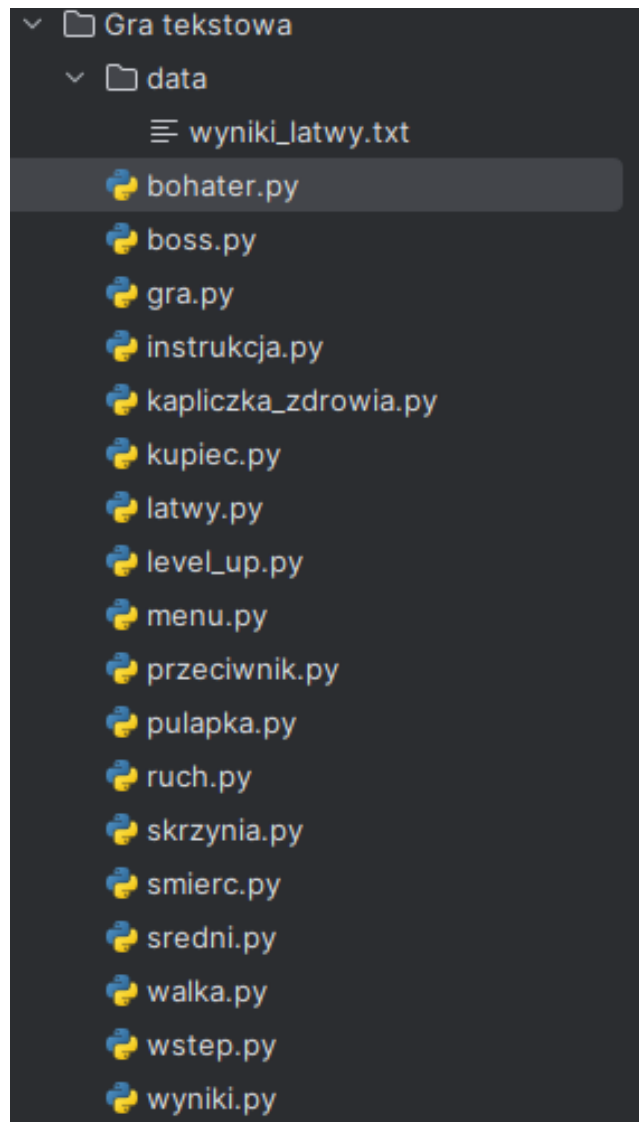 Gra tekstowa
data
wyniki_latwy.txt
bohater.py
boss.py
gra.py
instrukcja.py
kapliczka_zdrowia.py
kupiec.py
latwy.py
level_up.py
menu.py
przeciwnik.py
pulapka.py
ruch.py
skrzynia.py
smierc.py
sredni.py
walka.py
wstep.py
wyniki.py